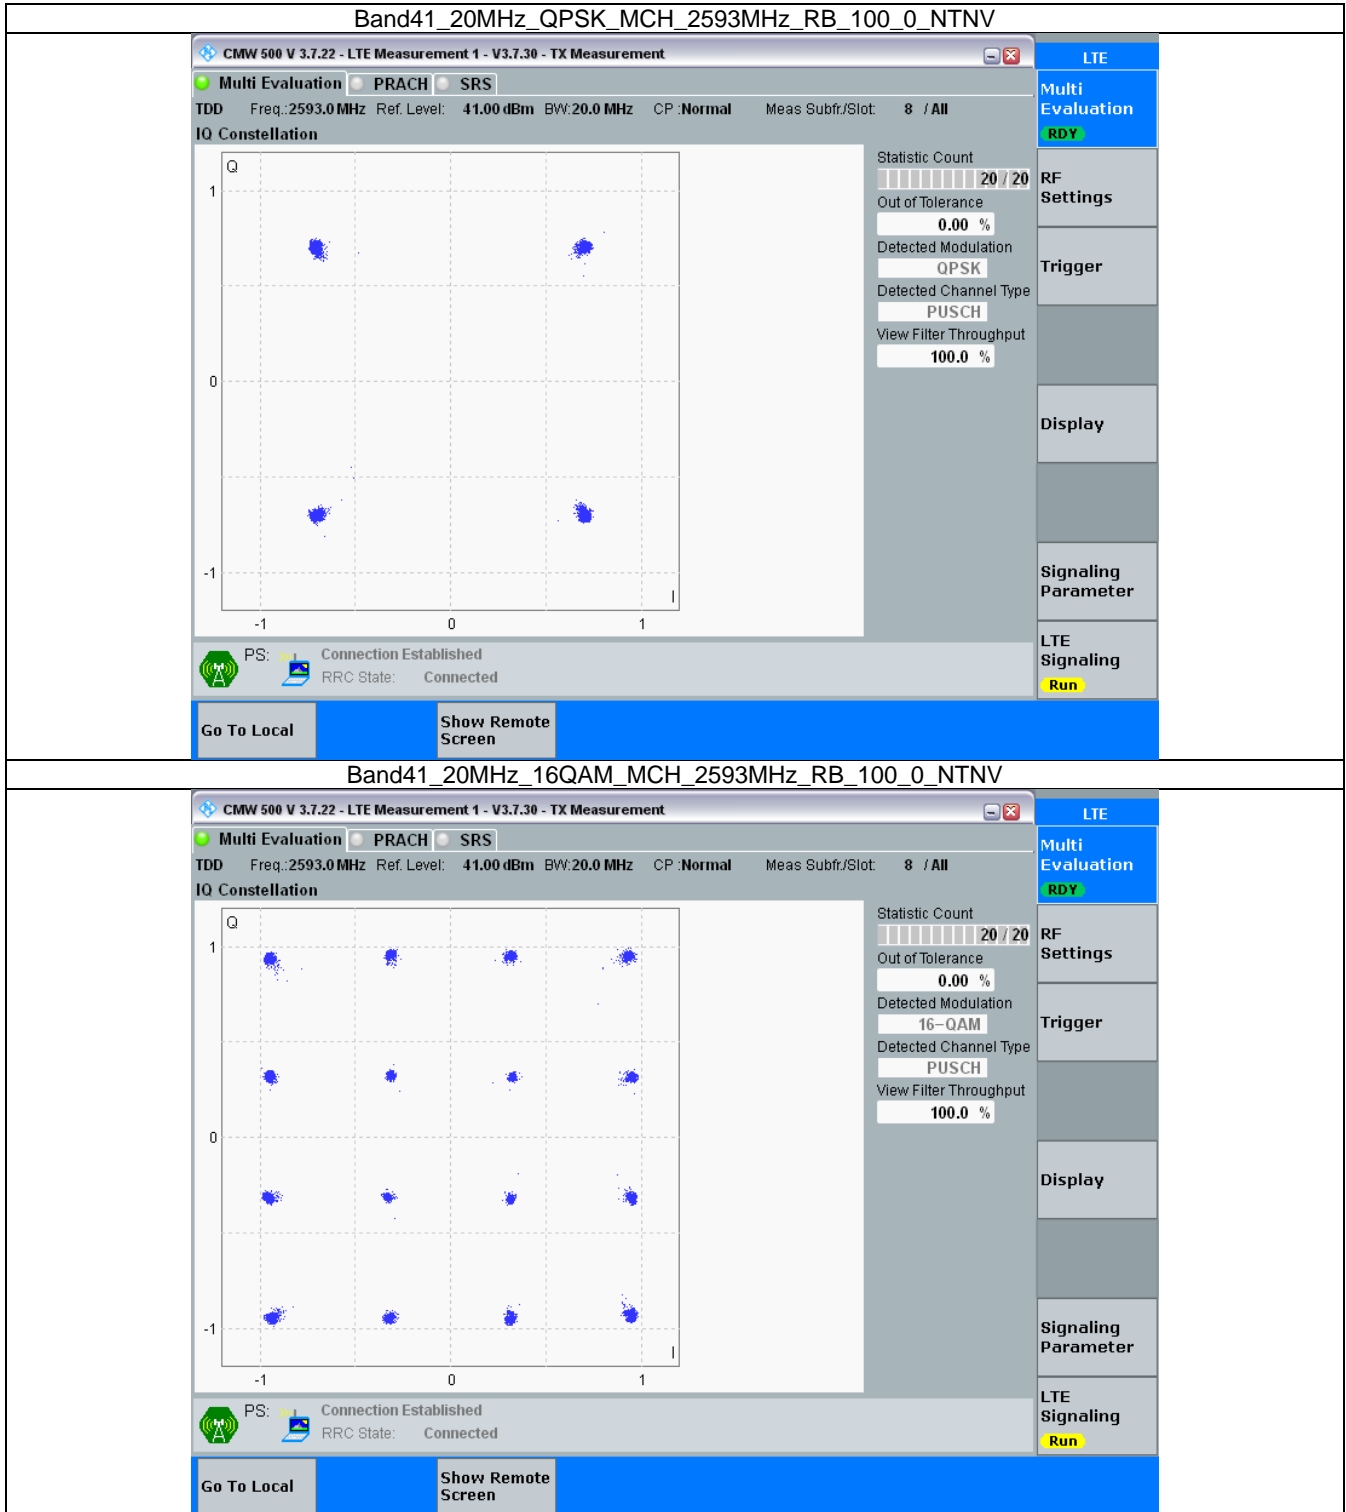 Band41_20MHz_QPSK_MCH_2593MHz_RB_100_0_NTNV
CMW 500 V 3.7.22 - LTE Measurement 1 - V3.7.30 - TX Measurement
LTE
Multi Evaluation PRACH SRS
Multi
Evaluation
RDY
TDD Freq.:2593.0 MHz Ref. Level: 41.00 dBm BW:20.0 MHz CP :Normal Meas Subfr./Slot: 8 / All
IQ Constellation
Q
1
0
-1
I
-1 0 1
Statistic Count
20 / 20
Out of Tolerance
0.00 %
Detected Modulation
QPSK
Detected Channel Type
PUSCH
View Filter Throughput
100.0 %
RF
Settings
Trigger
Display
Signaling
Parameter
LTE
Signaling
Run
PS: Connection Established
RRC State: Connected
Go To Local
Show Remote
Screen
Band41_20MHz_16QAM_MCH_2593MHz_RB_100_0_NTNV
CMW 500 V 3.7.22 - LTE Measurement 1 - V3.7.30 - TX Measurement
LTE
Multi Evaluation PRACH SRS
Multi
Evaluation
RDY
TDD Freq.:2593.0 MHz Ref. Level: 41.00 dBm BW:20.0 MHz CP :Normal Meas Subfr./Slot: 8 / All
IQ Constellation
Q
1
0
-1
I
-1 0 1
Statistic Count
20 / 20
Out of Tolerance
0.00 %
Detected Modulation
16-QAM
Detected Channel Type
PUSCH
View Filter Throughput
100.0 %
RF
Settings
Trigger
Display
Signaling
Parameter
LTE
Signaling
Run
PS: Connection Established
RRC State: Connected
Go To Local
Show Remote
Screen